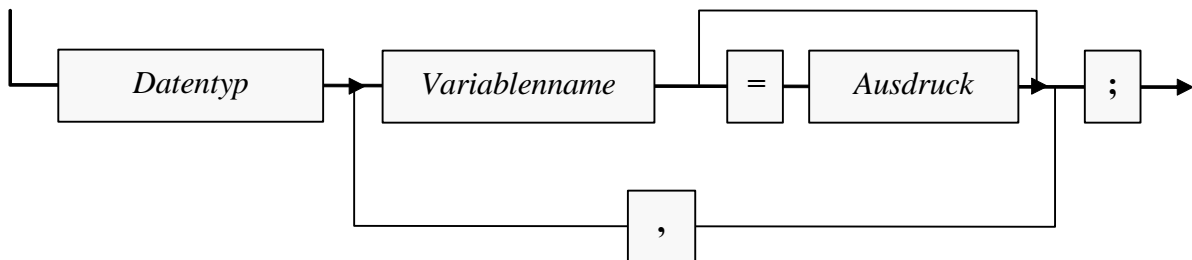 Datentyp Variablenname = Ausdruck ;
,